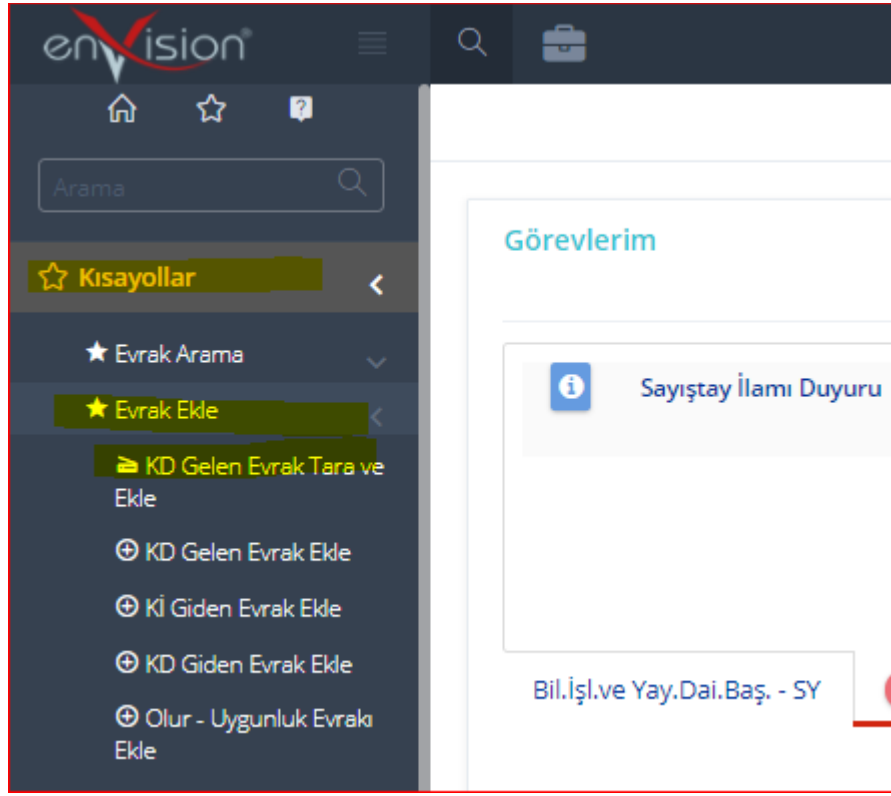 enVision®
Arama
Kısayollar
Evrak Arama
Evrak Ekle
KD Gelen Evrak Tara ve
Ekle
KD Gelen Evrak Ekle
Kİ Giden Evrak Ekle
KD Giden Evrak Ekle
Olur - Uygunluk Evrakı
Ekle
Görevlerim
Sayıştay İlamı Duyuru
Bil.İşl.ve Yay.Dai.Baş. - SY